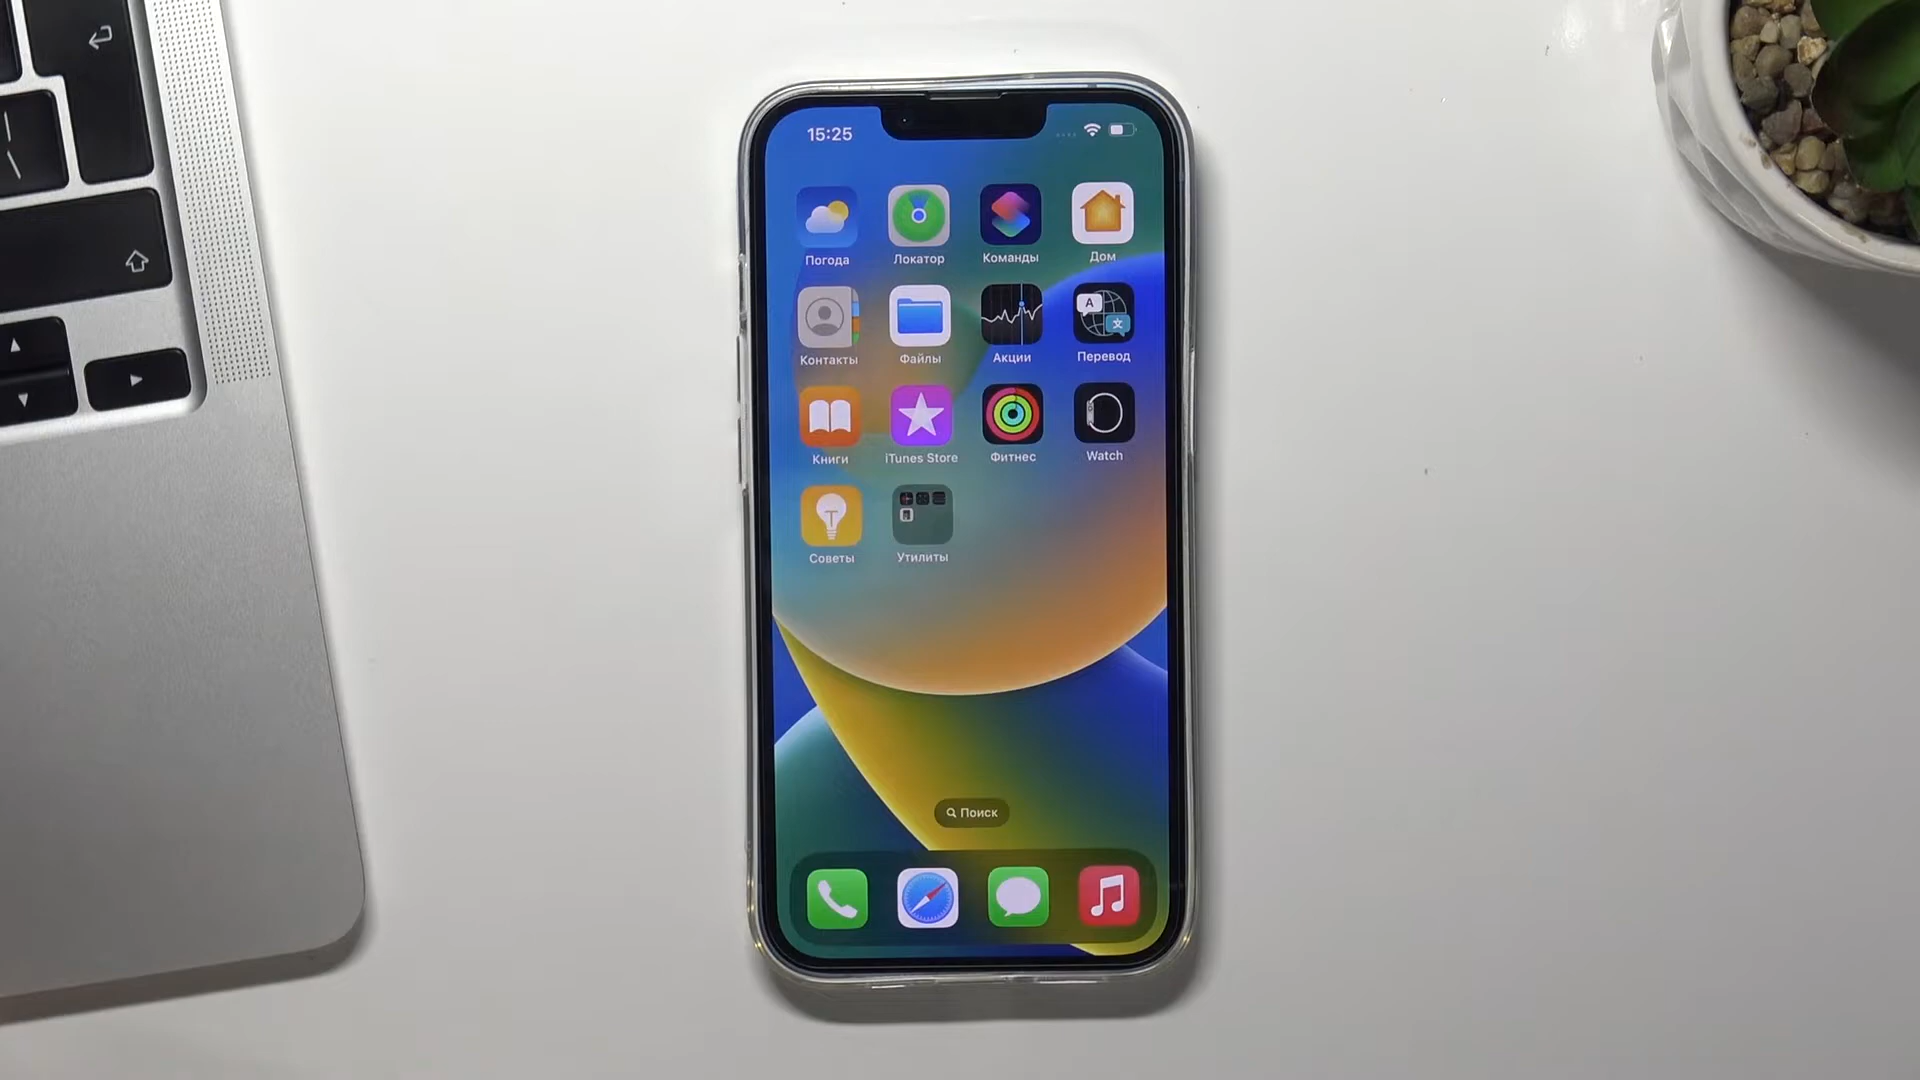 15:25
Погода
Локатор
Команды
Дом
Контакты
Файлы
Акции
Перевод
Книги
iTunes Store
Фитнес
Watch
Советы
Утилиты
Поиск